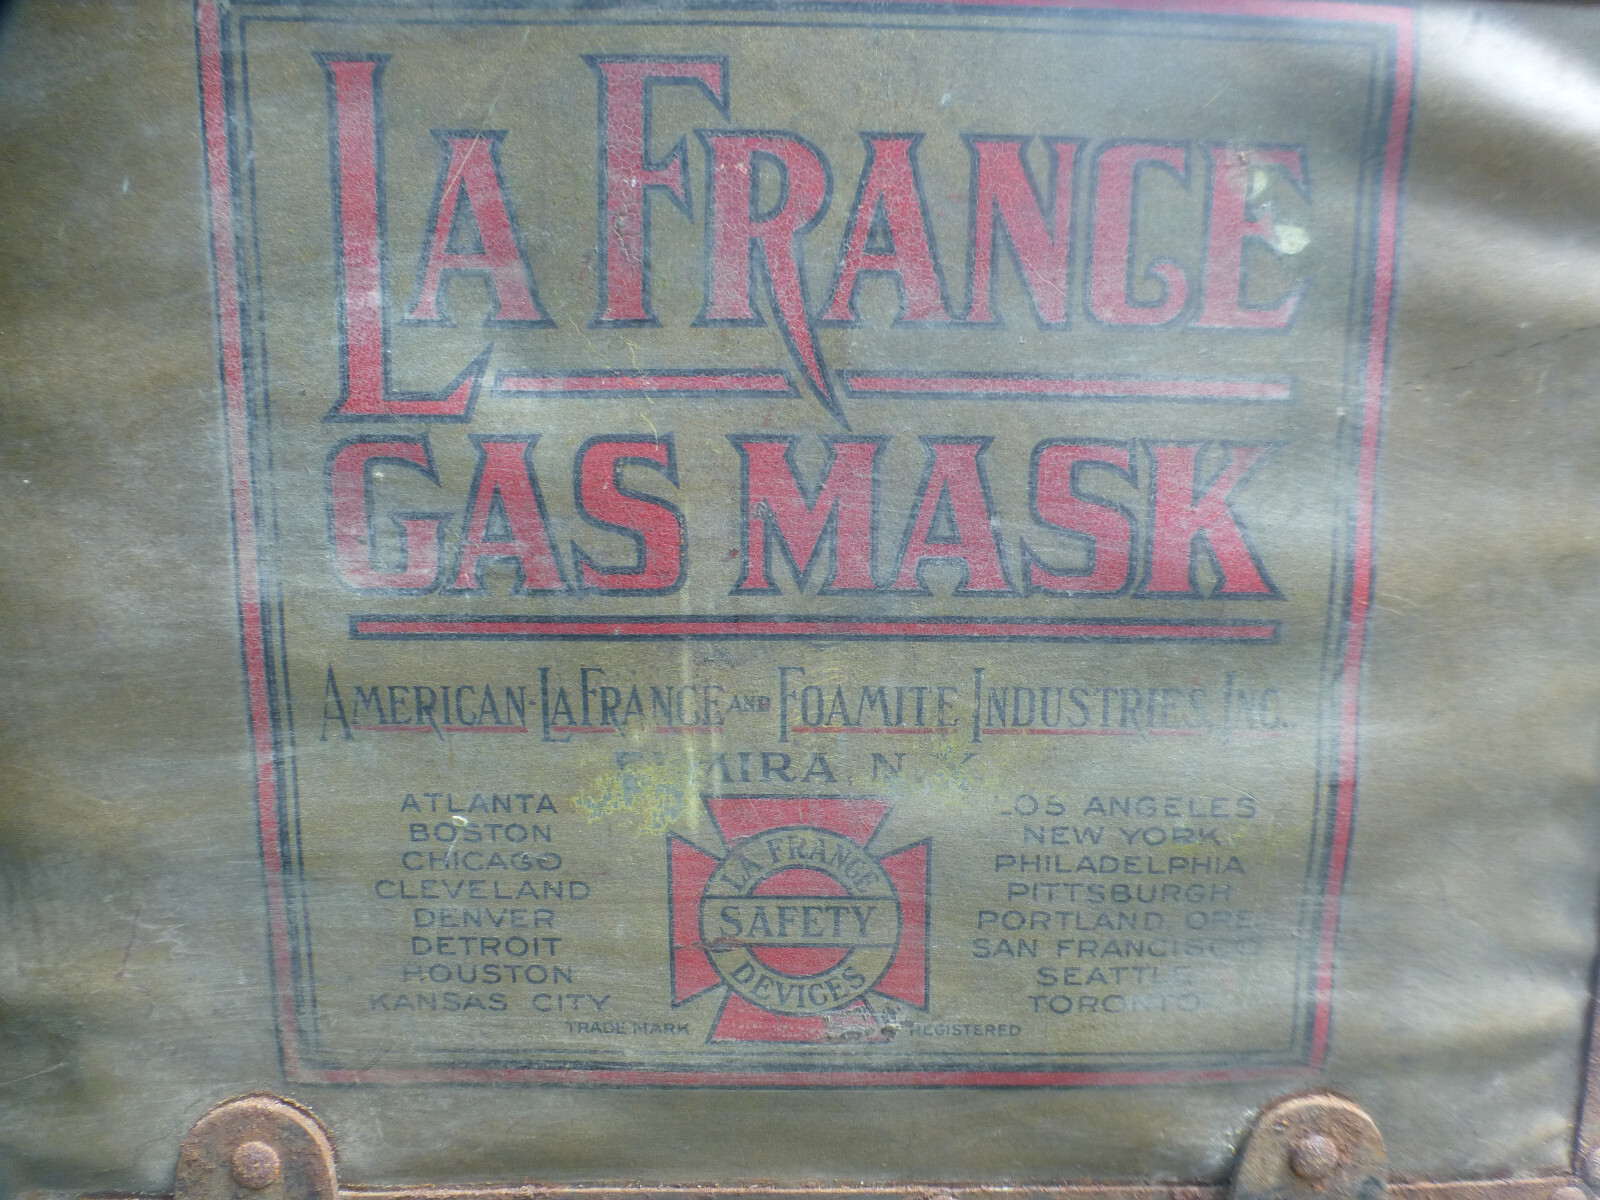 LA FRANCE
GAS MASK
AMERICAN-LAFRANCE AND FOAMITE INDUSTRIES, INC.
ELMIRA, N.Y.
ATLANTA
BOSTON
CHICAGO
CLEVELAND
DENVER
DETROIT
HOUSTON
KANSAS CITY
LA FRANCE
SAFETY
DEVICES
TRADE MARK REGISTERED
LOS ANGELES
NEW YORK
PHILADELPHIA
PITTSBURGH
PORTLAND ORE.
SAN FRANCISCO
SEATTLE
TORONTO